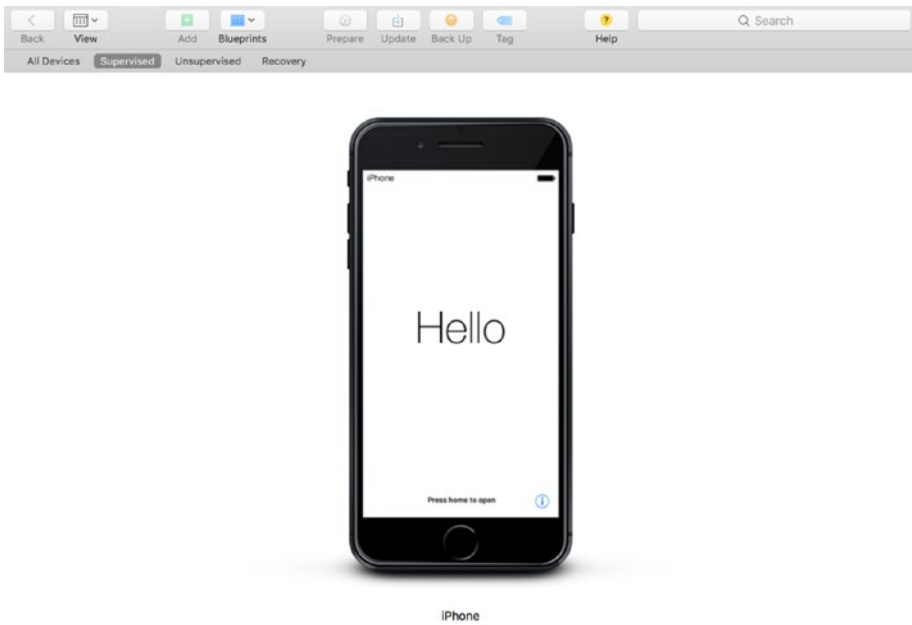 Search
Back View Add Blueprints Prepare Update Back Up Tag Help
All Devices Supervised Unsupervised Recovery
iPhone
Hello
Press home to open
iPhone